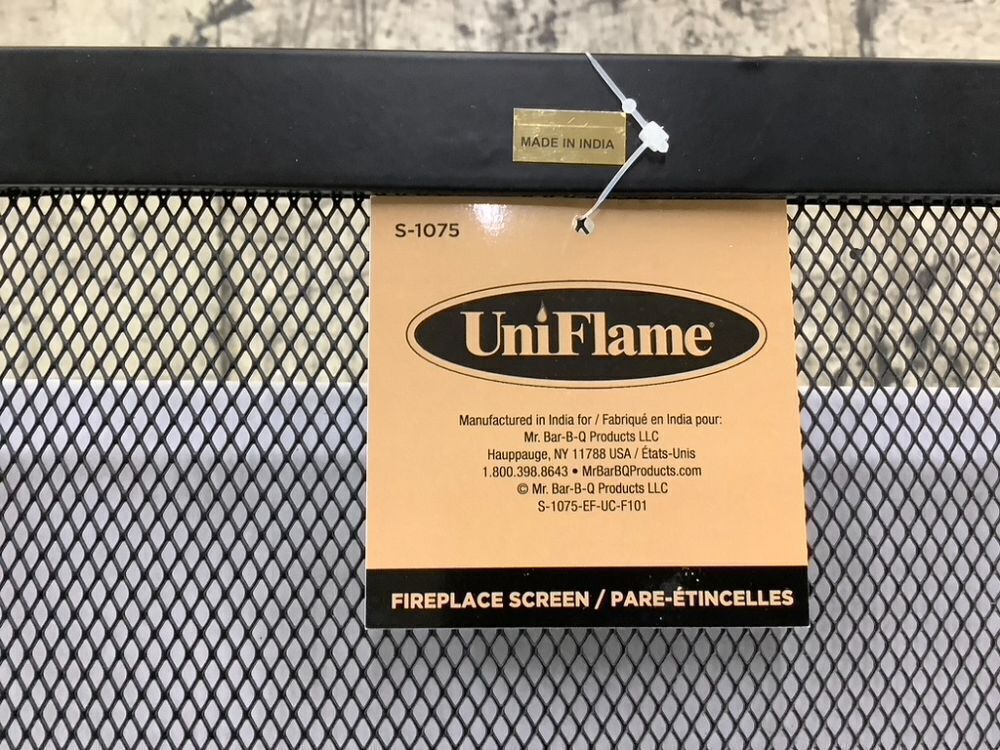 MADE IN INDIA
S-1075
UniFlame®
Manufactured in India for / Fabriqué en India pour:
Mr. Bar-B-Q Products LLC
Hauppauge, NY 11788 USA / États-Unis
1.800.398.8643 • MrBarBQProducts.com
© Mr. Bar-B-Q Products LLC
S-1075-EF-UC-F101
FIREPLACE SCREEN / PARE-ÉTINCELLES